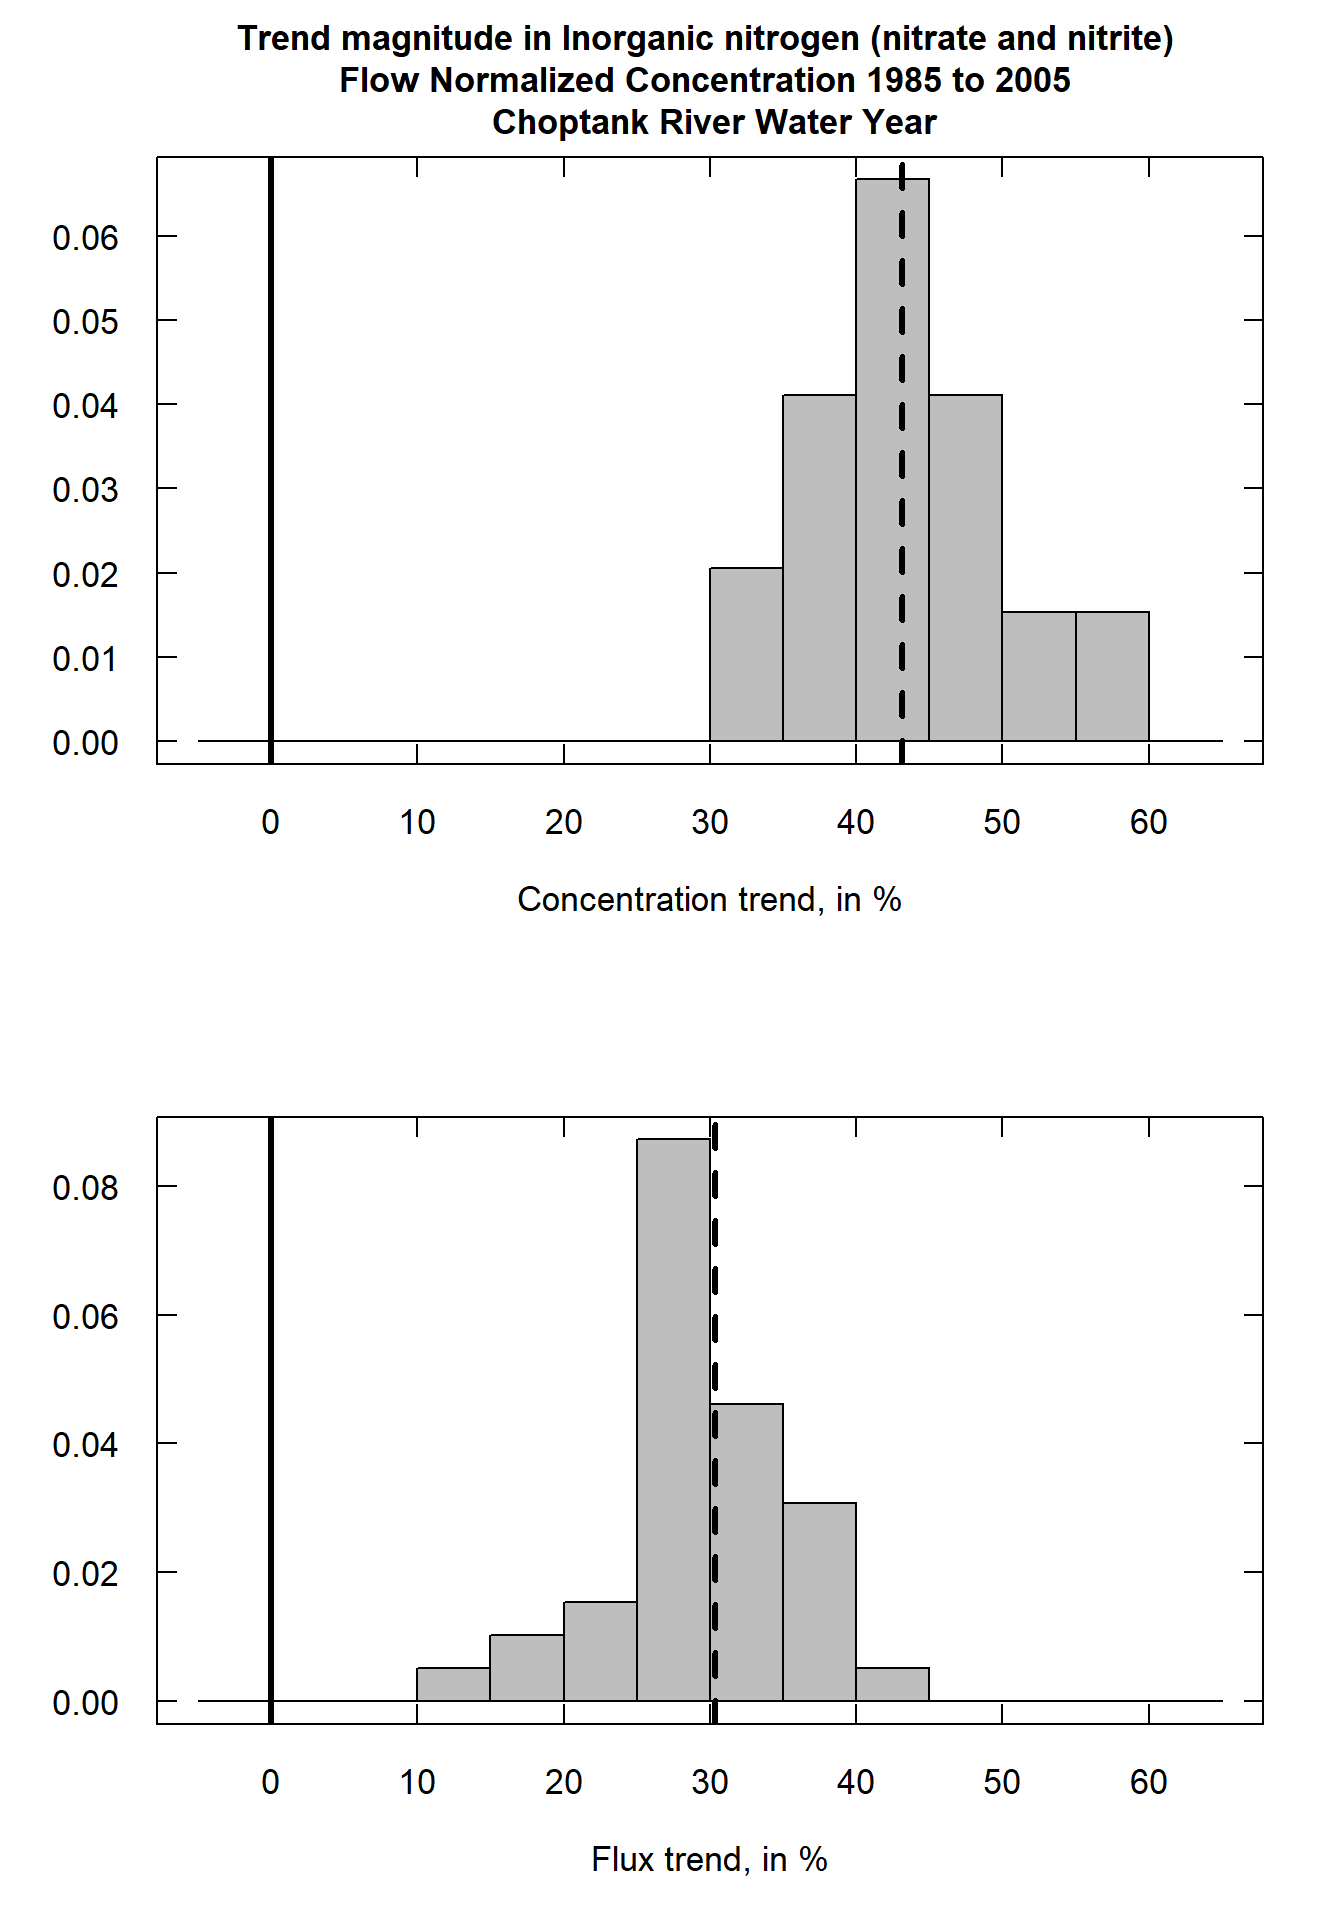 Trend magnitude in Inorganic nitrogen (nitrate and nitrite)
Flow Normalized Concentration 1985 to 2005
Choptank River Water Year
0.06
0.05
0.04
0.03
0.02
0.01
0.00
0 10 20 30 40 50 60
Concentration trend, in %
0.08
0.06
0.04
0.02
0.00
0 10 20 30 40 50 60
Flux trend, in %